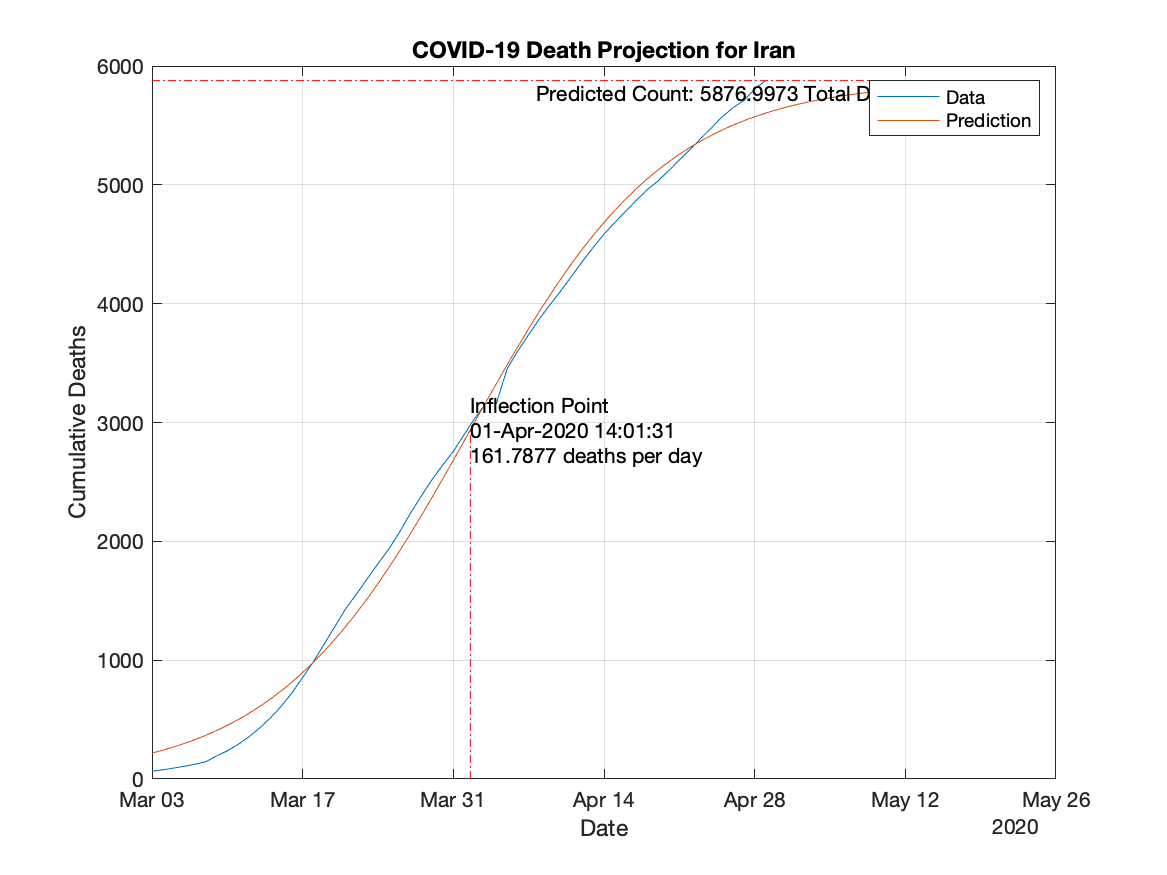 COVID-19 Death Projection for Iran
6000
Predicted Count: 5876.9973 Total D
Data
Prediction
5000
4000
Inflection Point
3000
01-Apr-2020 14:01:31
161.7877 deaths per day
2000
1000
0
Cumulative Deaths
Mar 03
Mar 17
Mar 31
Apr 14
Apr 28
May 12
May 26
Date
2020